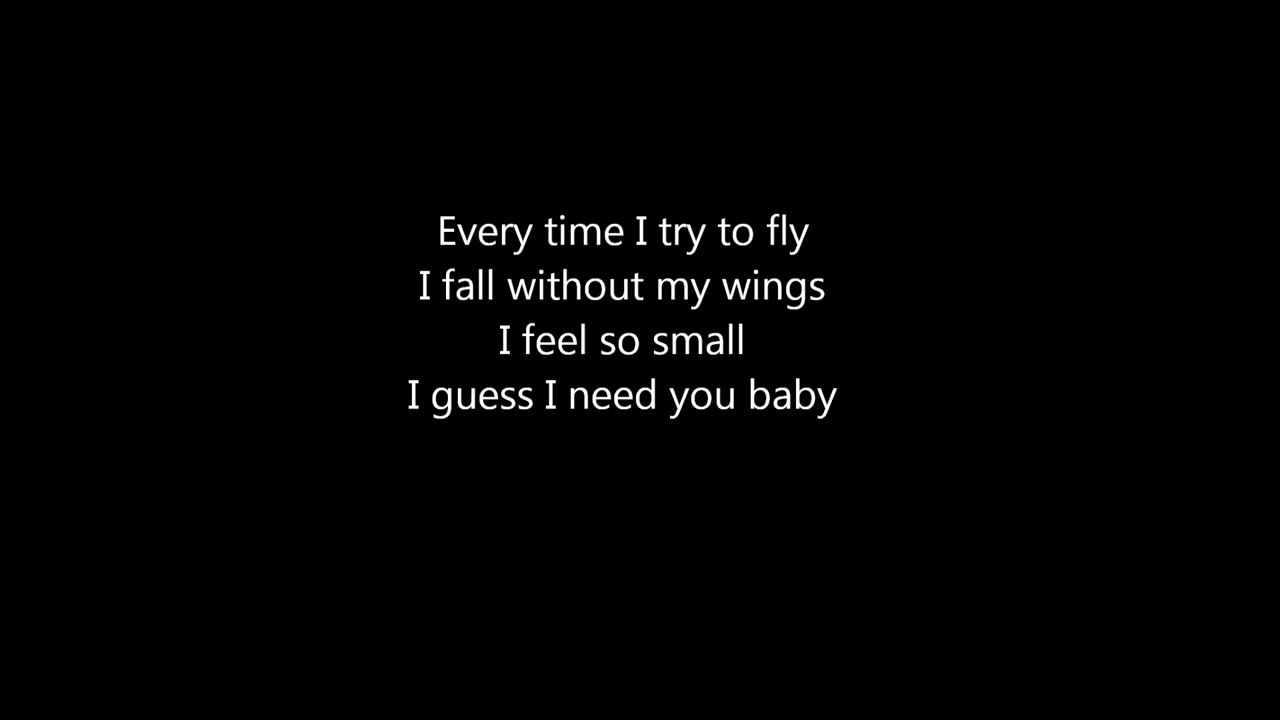 Every time I try to fly
I fall without my wings
I feel so small
I guess I need you baby